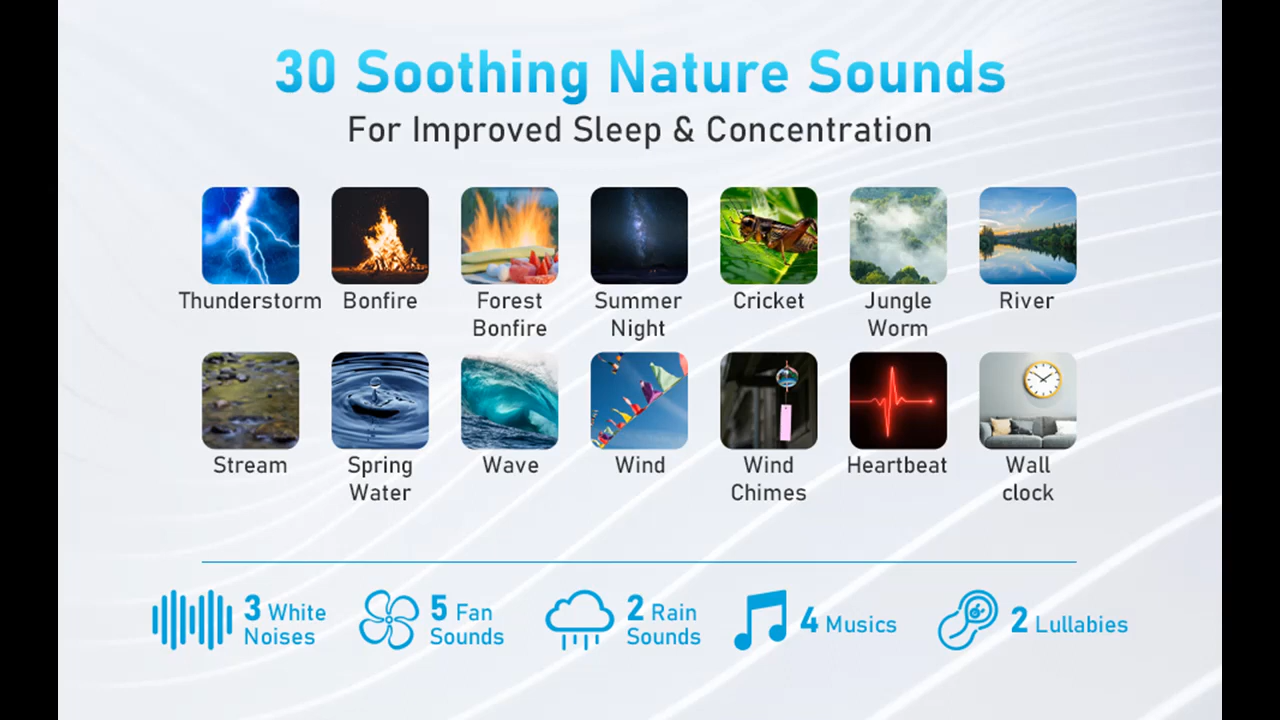 30 Soothing Nature Sounds
For Improved Sleep & Concentration
Thunderstorm
Bonfire
Forest
Bonfire
Summer
Night
Cricket
Jungle
Worm
River
Stream
Spring
Water
Wave
Wind
Wind
Chimes
Heartbeat
Wall
clock
3 White
Noises
5 Fan
Sounds
2 Rain
Sounds
4 Musics
2 Lullabies